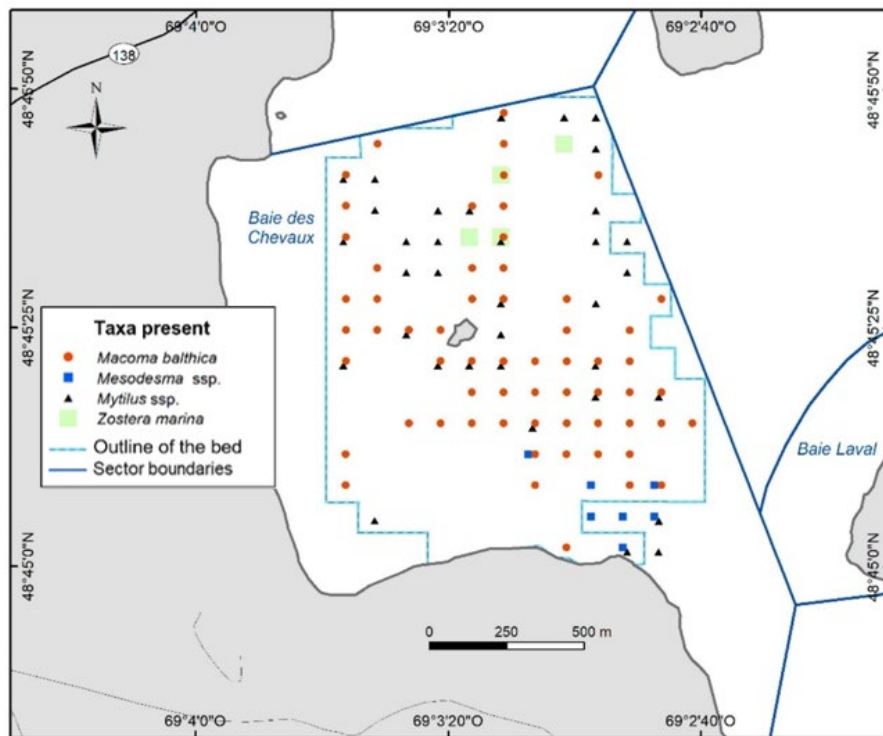 69°4'0"O
69°3'20"O
69°2'40"O
138
N
48°45'50"N
48°45'50"N
Baie des
Chevaux
48°45'25"N
48°45'25"N
Taxa present
Macoma balthica
Mesodesma ssp.
Mytilus ssp.
Zostera marina
Outline of the bed
Sector boundaries
Baie Laval
48°45'0"N
48°45'0"N
0 250 500 m
69°4'0"O
69°3'20"O
69°2'40"O